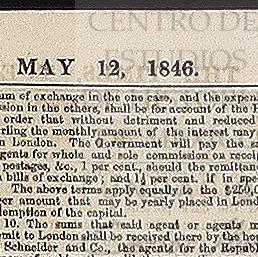 CENTRO DE
ESTUDIOS
MAY 12, 1846.
um of exchange in the one case, and the expen
ssion in the others, shall be for account of the
order that without detriment and reduced
rling the monthly amount of the interest may
n London. The Government will pay the sa
gents for whole and sole commission on recei
postages, &c., 1 per cent., should the remittan
bills of exchange; and 1½ per cent. if in spe
The above terms apply equally to the $250,0
er amount that may be yearly placed in Lond
demption of the capital.
10. The sums that said agent or agents m
mit to London shall be received there by the hou
Schneider and Co., the agents for the Republ